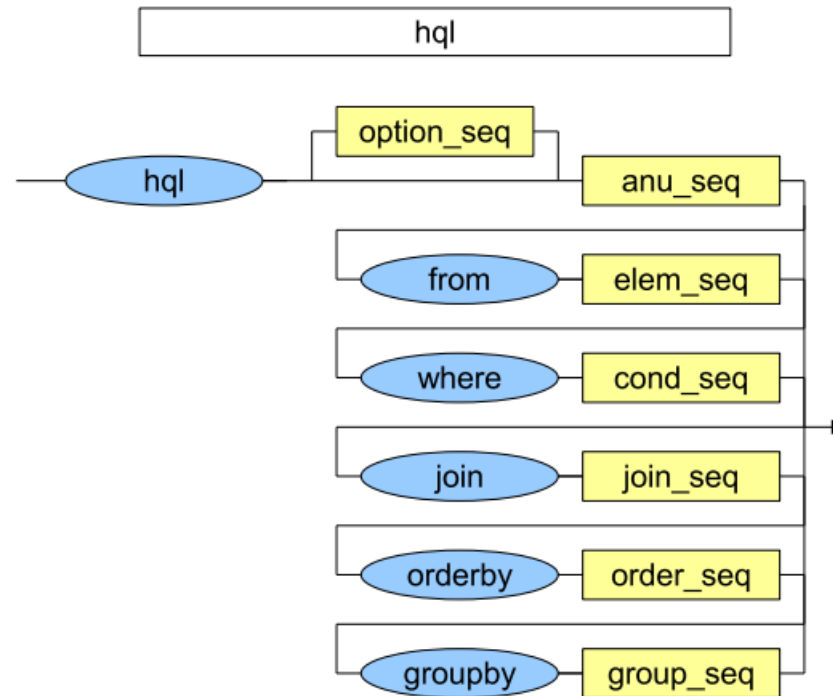 hql
option_seq
hql anu_seq
from elem_seq
where cond_seq
join join_seq
orderby order_seq
groupby group_seq